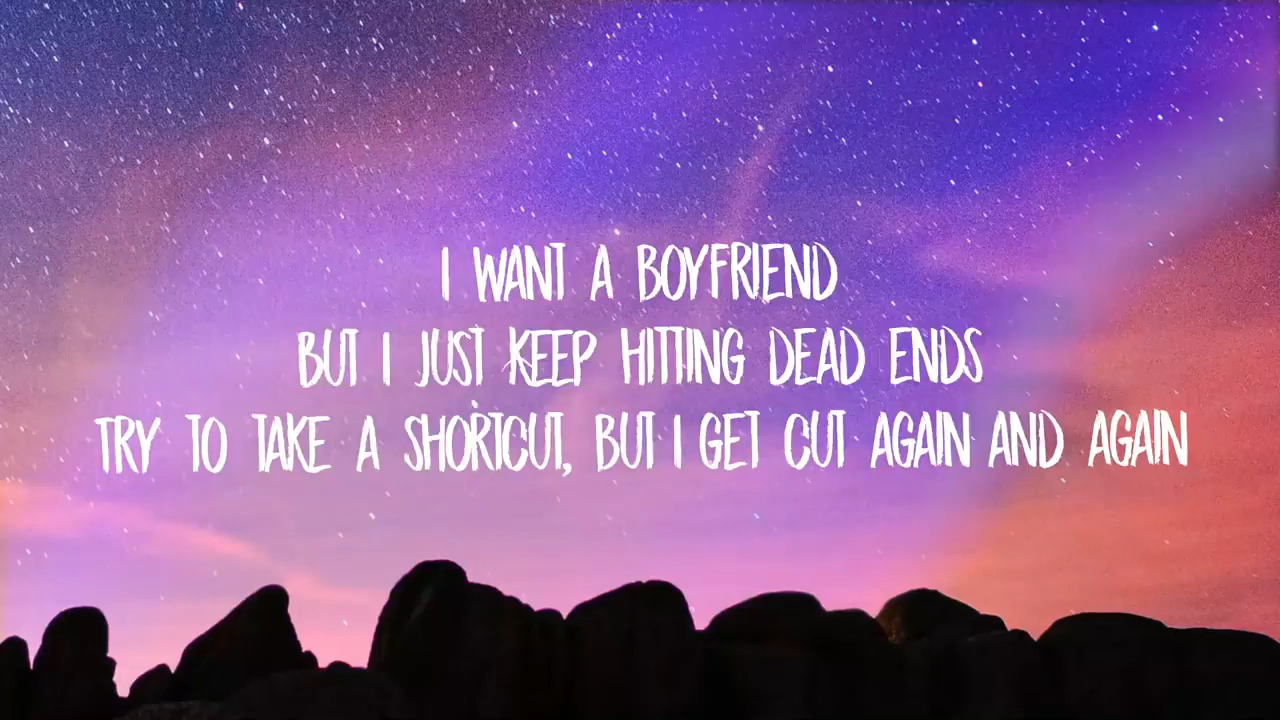 I WANT A BOYFRIEND
BUT I JUST KEEP HITTING DEAD ENDS
TRY TO TAKE A SHORTCUT, BUT I GET CUT AGAIN AND AGAIN